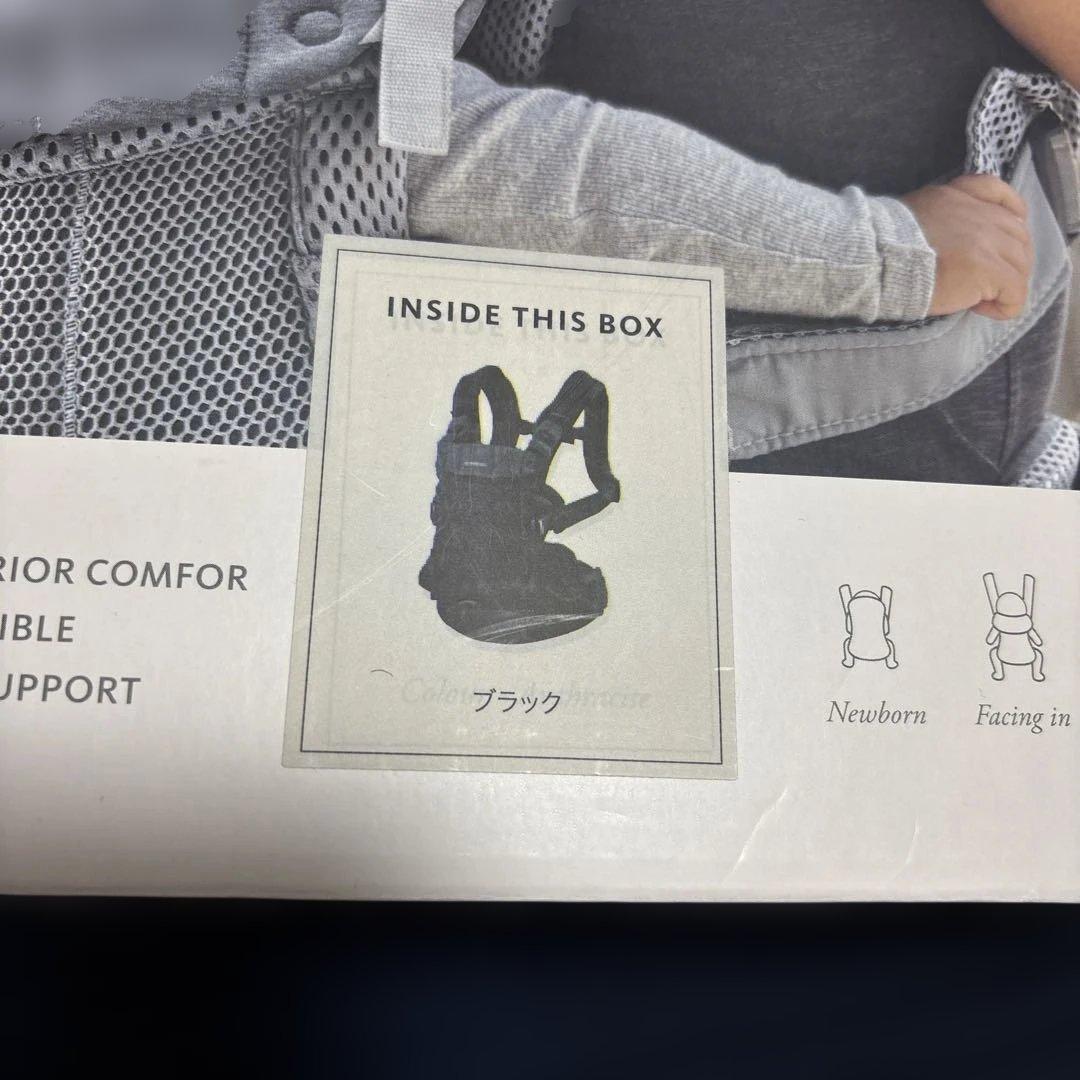 INSIDE THIS BOX
ブラック
RIOR COMFOR
IBLE
UPPORT
Newborn
Facing in